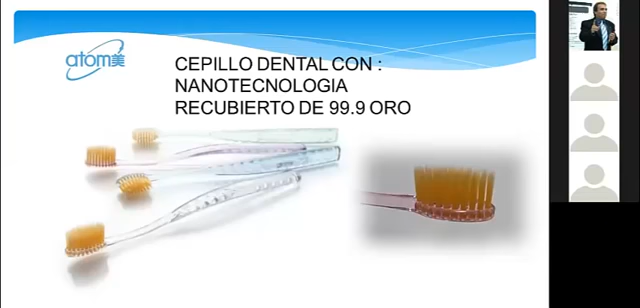 atom美
CEPILLO DENTAL CON :
NANOTECNOLOGIA
RECUBIERTO DE 99.9 ORO